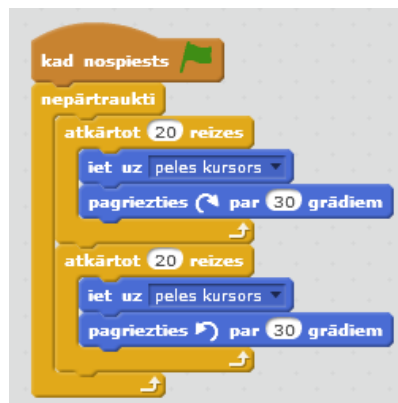 kad nospiests
nepārtraukti
atkārtot 20 reizes
iet uz peles kursors
pagriezties par 30 grādiem
atkārtot 20 reizes
iet uz peles kursors
pagriezties par 30 grādiem